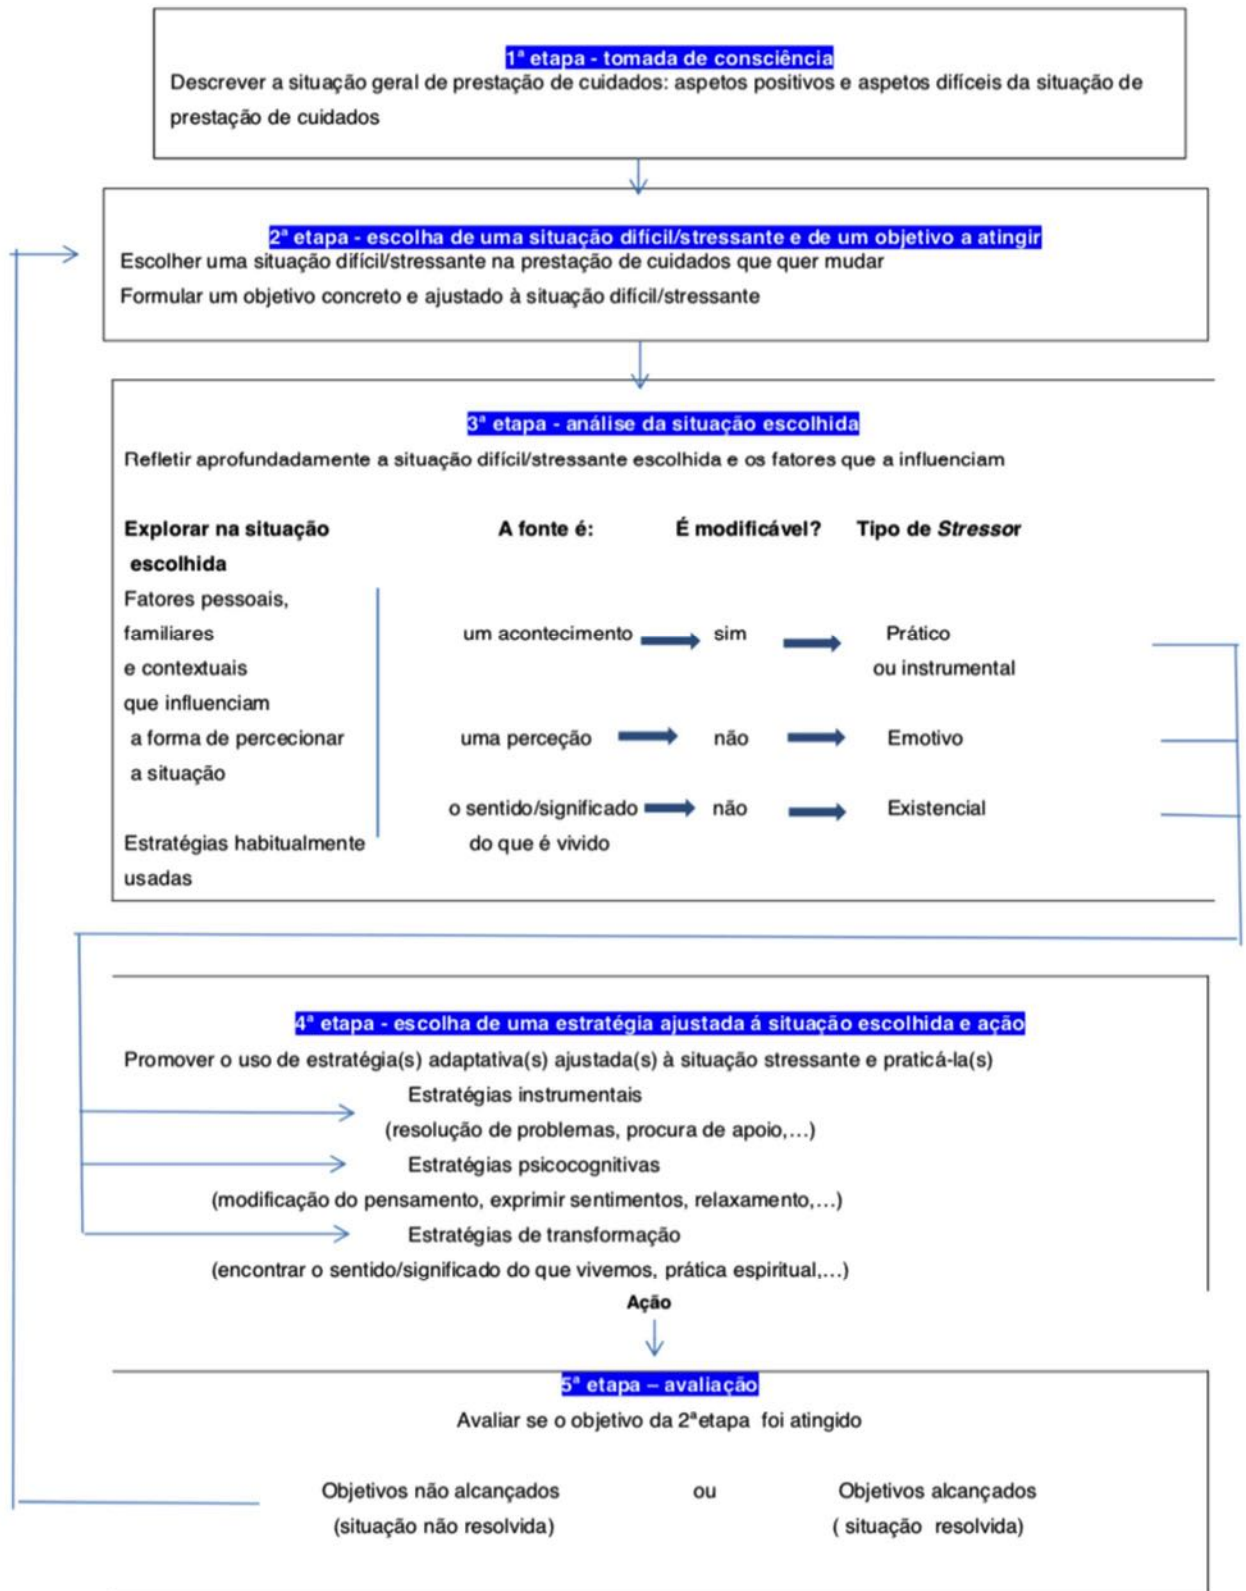 1ª etapa - tomada de consciência
Descrever a situação geral de prestação de cuidados: aspetos positivos e aspetos difíceis da situação de
prestação de cuidados
2ª etapa - escolha de uma situação difícil/stressante e de um objetivo a atingir
Escolher uma situação difícil/stressante na prestação de cuidados que quer mudar
Formular um objetivo concreto e ajustado à situação difícil/stressante
3ª etapa - análise da situação escolhida
Refletir aprofundadamente a situação difícil/stressante escolhida e os fatores que a influenciam
Explorar na situação A fonte é: É modificável? Tipo de Stressor
escolhida
Fatores pessoais,
familiares um acontecimento sim Prático
e contextuais ou instrumental
que influenciam
a forma de percecionar uma perceção não Emotivo
a situação
o sentido/significado não Existencial
Estratégias habitualmente do que é vivido
usadas
4ª etapa - escolha de uma estratégia ajustada á situação escolhida e ação
Promover o uso de estratégia(s) adaptativa(s) ajustada(s) à situação stressante e praticá-la(s)
Estratégias instrumentais
(resolução de problemas, procura de apoio,...)
Estratégias psicocognitivas
(modificação do pensamento, exprimir sentimentos, relaxamento,...)
Estratégias de transformação
(encontrar o sentido/significado do que vivemos, prática espiritual,...)
Ação
5ª etapa – avaliação
Avaliar se o objetivo da 2ªetapa foi atingido
Objetivos não alcançados ou Objetivos alcançados
(situação não resolvida) ( situação resolvida)